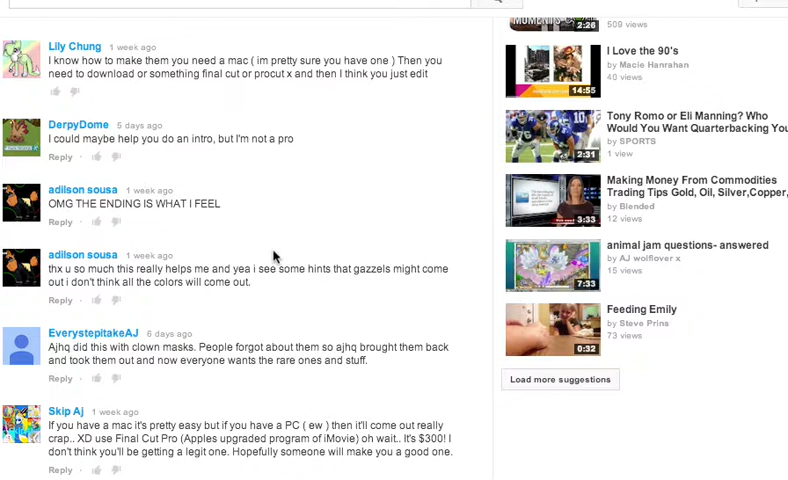 Lily Chung 1 week ago
I know how to make them you need a mac ( im pretty sure you have one ) Then you
need to download or something final cut or procut x and then I think you just edit
DerpyDome 5 days ago
I could maybe help you do an intro, but I'm not a pro
Reply
adilson sousa 1 week ago
OMG THE ENDING IS WHAT I FEEL
Reply
adilson sousa 1 week ago
thx u so much this really helps me and yea i see some hints that gazzels might come
out i don't think all the colors will come out.
Reply
EverystepitakeAJ 6 days ago
Ajhq did this with clown masks. People forgot about them so ajhq brought them back
and took them out and now everyone wants the rare ones and stuff.
Reply
Skip Aj 1 week ago
If you have a mac it's pretty easy but if you have a PC ( ew ) then it'll come out really
crap.. XD use Final Cut Pro (Apples upgraded program of iMovie) oh wait.. It's $300! I
don't think you'll be getting a legit one. Hopefully someone will make you a good one.
Reply
2:26
509 views
14:55
I Love the 90's
by Macie Hanrahan
40 views
2:31
Tony Romo or Eli Manning? Who
Would You Want Quarterbacking
by SPORTS
1 view
3:33
Making Money From Commodities
Trading Tips Gold, Oil, Silver,Copper,
by Blended
12 views
7:33
animal jam questions- answered
by AJ wolflover x
15 views
0:32
Feeding Emily
by Steve Prins
73 views
Load more suggestions